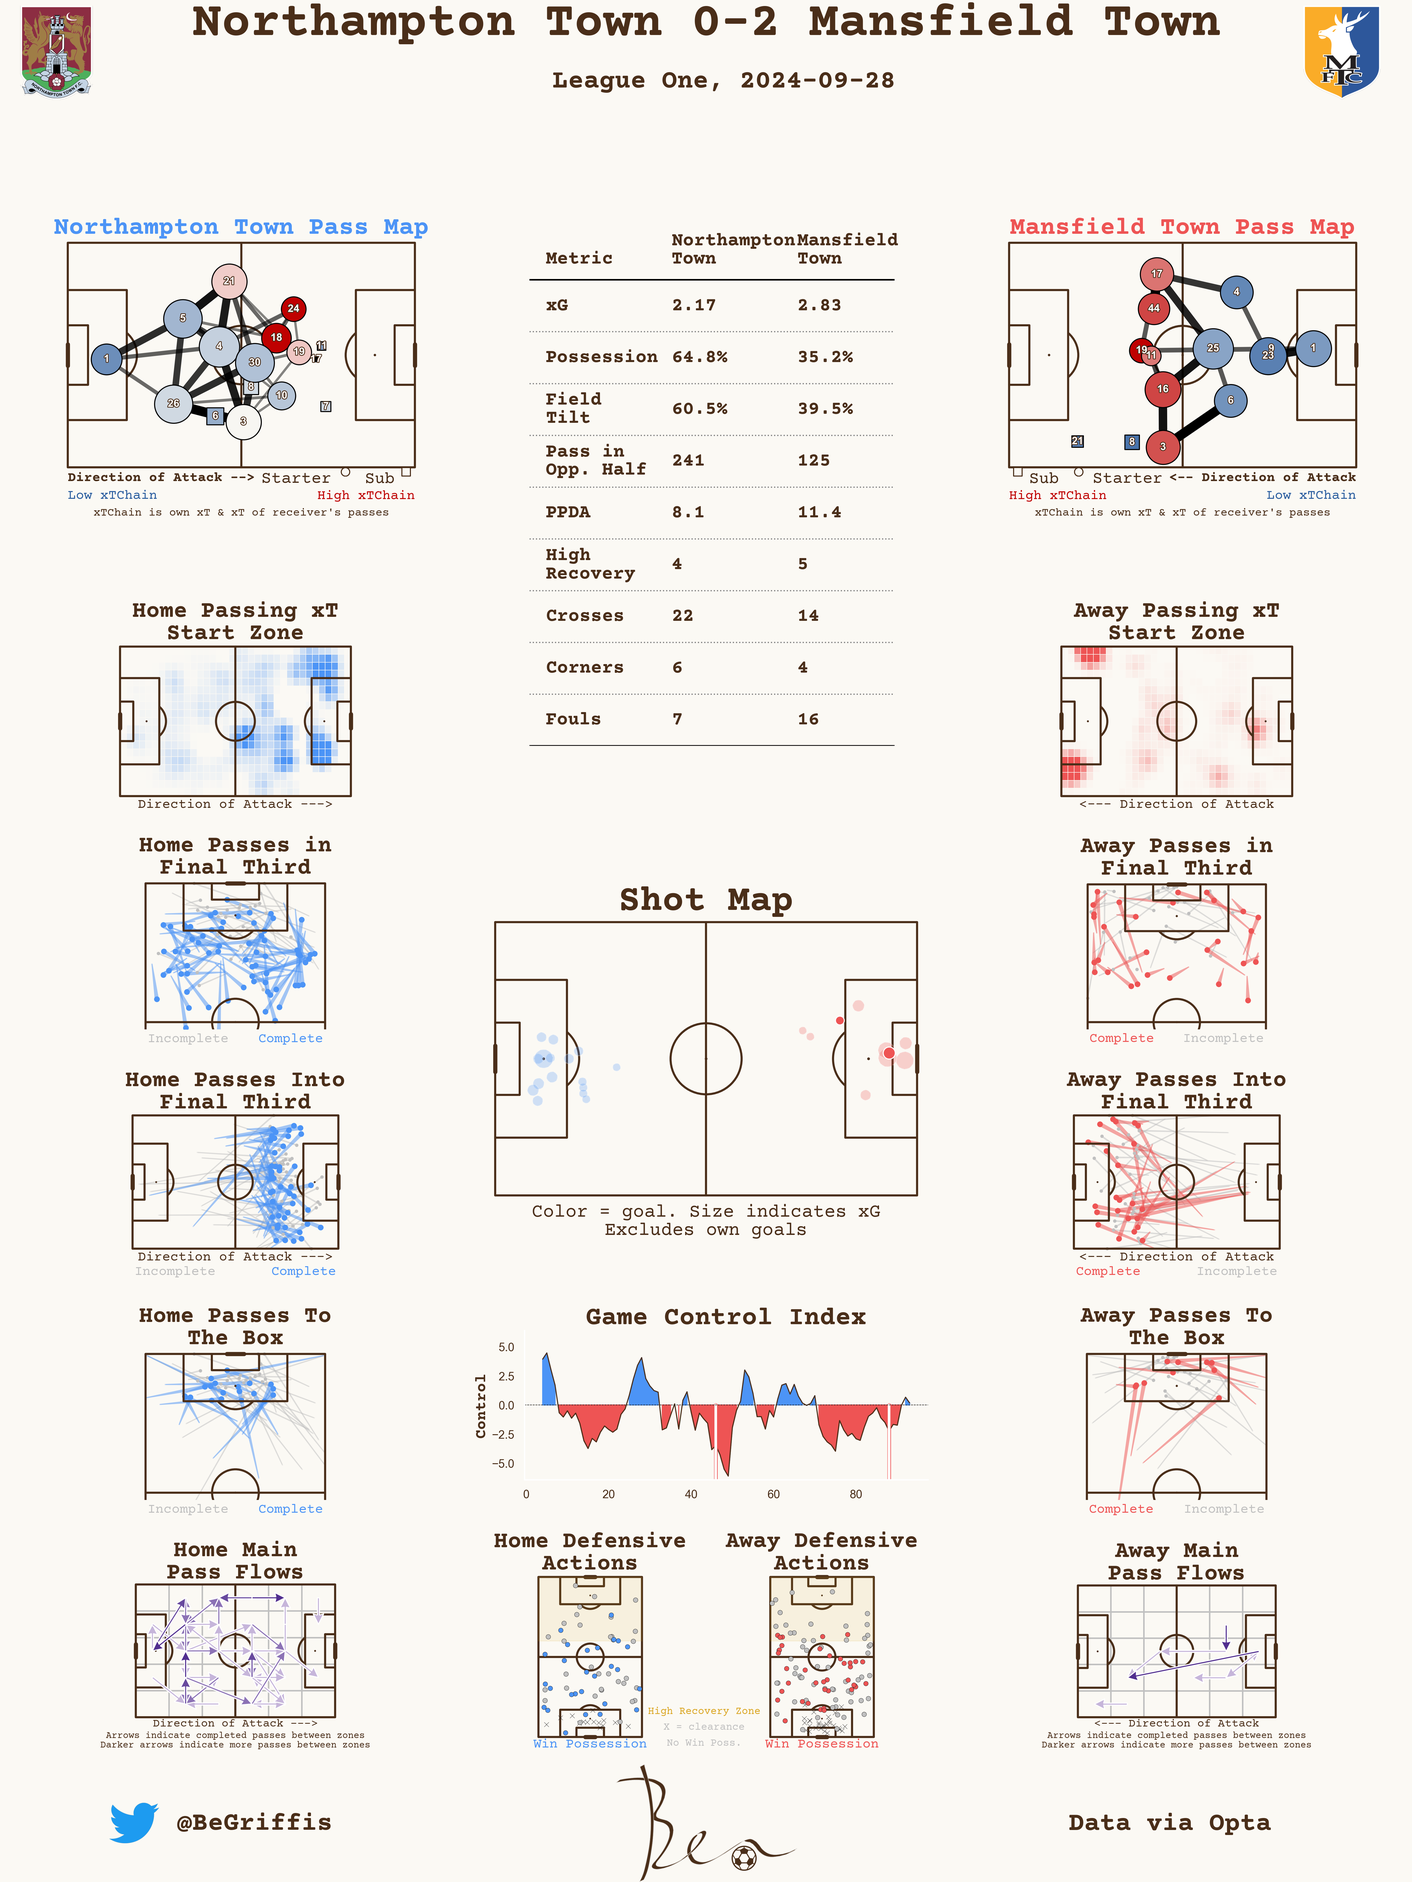 Northampton Town 0-2 Mansfield Town
League One, 2024-09-28
NORTHAMPTON TOWN F.C.
M
F T C
Northampton Town Pass Map
21
24
5
18
4
19
11
17
1
30
8
10
26
6
3
7
Direction of Attack --> Starter Sub
Low xTChain High xTChain
xTChain is own xT & xT of receiver's passes
Metric Northampton Town Mansfield Town
xG 2.17 2.83
Possession 64.8% 35.2%
Field Tilt 60.5% 39.5%
Pass in Opp. Half 241 125
PPDA 8.1 11.4
High Recovery 4 5
Crosses 22 14
Corners 6 4
Fouls 7 16
Mansfield Town Pass Map
17
4
44
19
11
25
9
23
1
16
6
21
8
3
Sub Starter <-- Direction of Attack
High xTChain Low xTChain
xTChain is own xT & xT of receiver's passes
Home Passing xT
Start Zone
Direction of Attack --->
Away Passing xT
Start Zone
<--- Direction of Attack
Home Passes in
Final Third
Incomplete Complete
Away Passes in
Final Third
Complete Incomplete
Shot Map
Color = goal. Size indicates xG
Excludes own goals
Home Passes Into
Final Third
Direction of Attack --->
Incomplete Complete
Away Passes Into
Final Third
<--- Direction of Attack
Complete Incomplete
Home Passes To
The Box
Incomplete Complete
Game Control Index
Control
5.0
2.5
0.0
−2.5
−5.0
0 20 40 60 80
Away Passes To
The Box
Complete Incomplete
Home Main
Pass Flows
Direction of Attack --->
Arrows indicate completed passes between zones
Darker arrows indicate more passes between zones
Home Defensive
Actions
Win Possession
Away Defensive
Actions
Win Possession
High Recovery Zone
X = clearance
No Win Poss.
Away Main
Pass Flows
<--- Direction of Attack
Arrows indicate completed passes between zones
Darker arrows indicate more passes between zones
@BeGriffis
Ben
Data via Opta